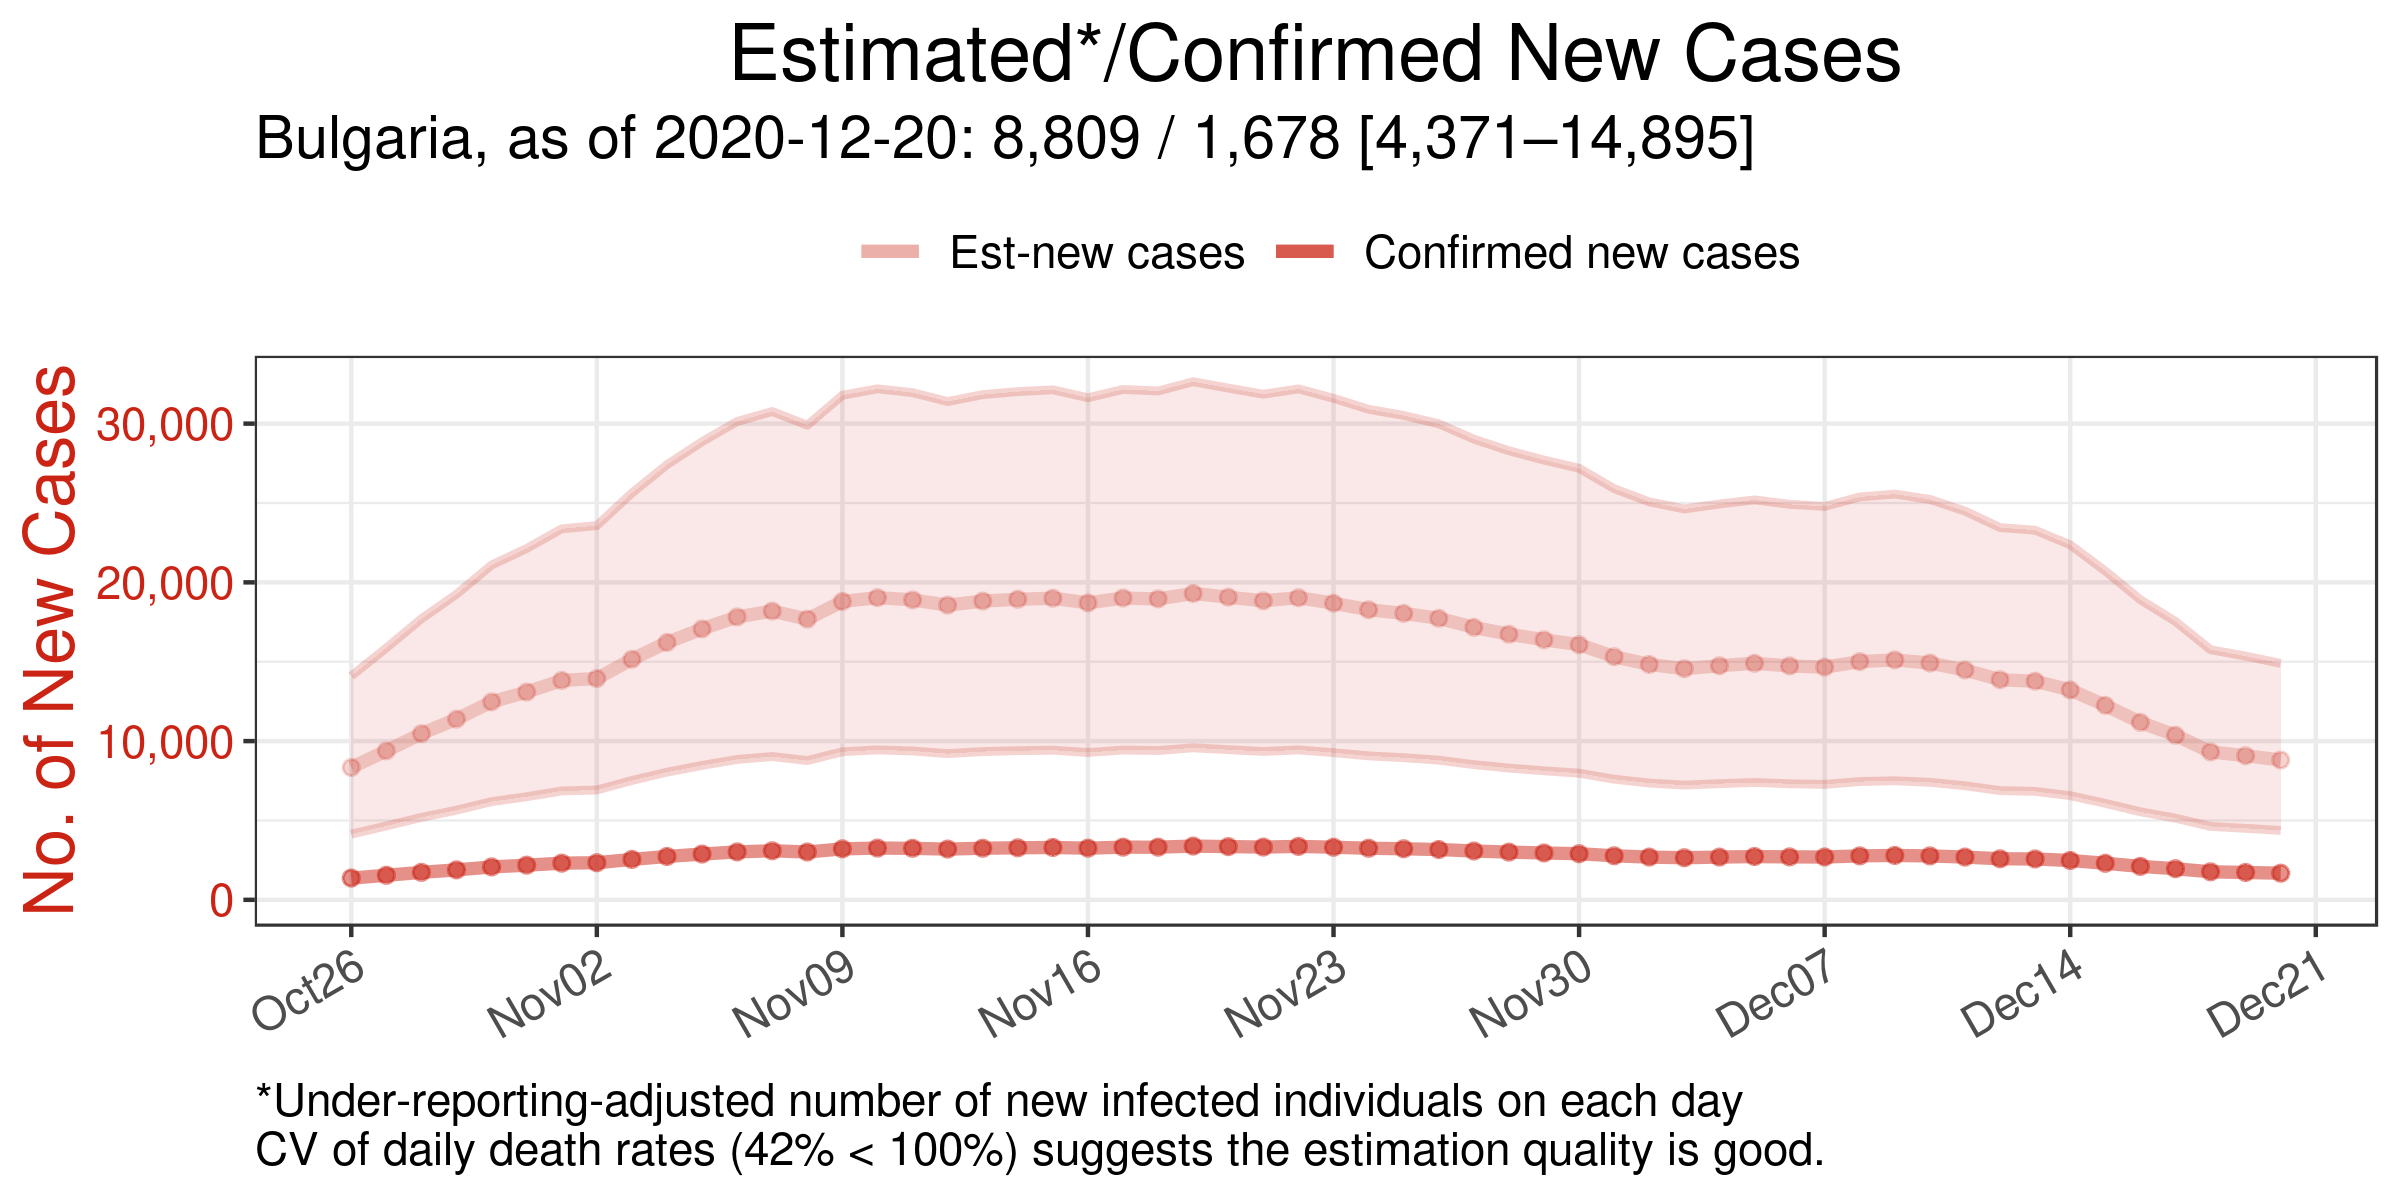 Estimated*/Confirmed New Cases
Bulgaria, as of 2020-12-20: 8,809 / 1,678 [4,371–14,895]
Est-new cases
Confirmed new cases
No. of New Cases
30,000
20,000
10,000
0
Oct26
Nov02
Nov09
Nov16
Nov23
Nov30
Dec07
Dec14
Dec21
*Under-reporting-adjusted number of new infected individuals on each day
CV of daily death rates (42% < 100%) suggests the estimation quality is good.